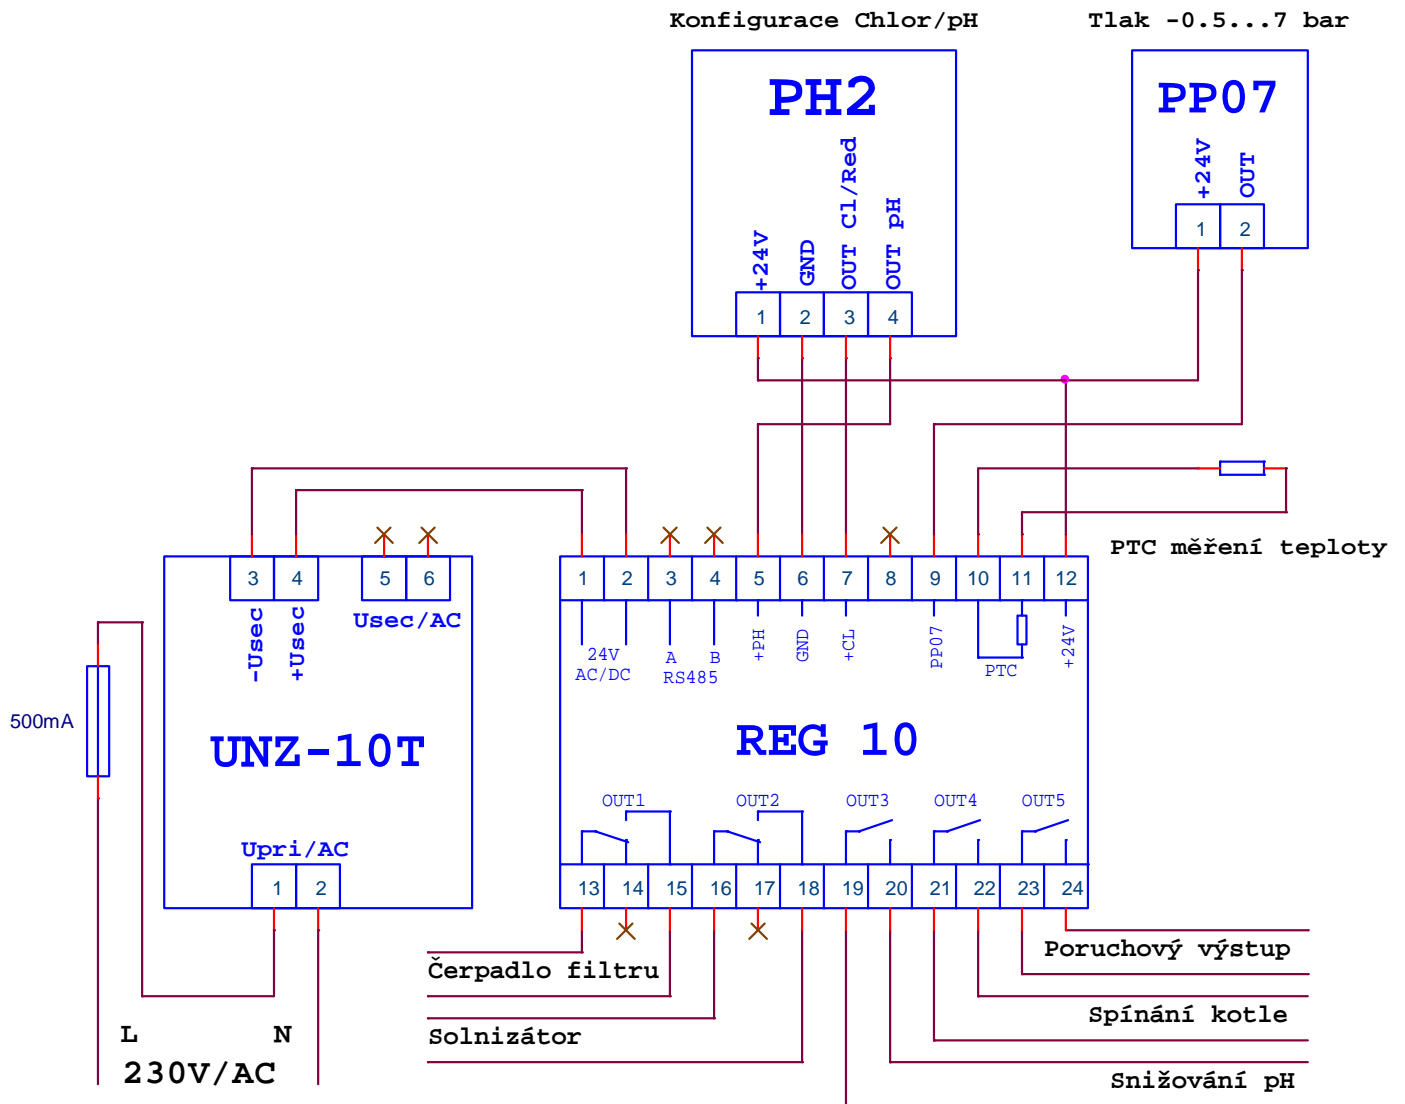 Konfigurace Chlor/pH
Tlak -0.5...7 bar
PH2
PP07
+24V
GND
OUT Cl/Red
OUT pH
1
2
3
4
+24V
OUT
1
2
PTC měření teploty
3
4
5
6
-Usec
+Usec
Usec/AC
500mA
UNZ-10T
Upri/AC
1
2
L
N
230V/AC
1
2
3
4
5
6
7
8
9
10
11
12
24V
AC/DC
A
B
RS485
+PH
GND
+CL
PP07
PTC
+24V
REG 10
OUT1
OUT2
OUT3
OUT4
OUT5
13
14
15
16
17
18
19
20
21
22
23
24
Čerpadlo filtru
Solnizátor
Poruchový výstup
Spínání kotle
Snižování pH